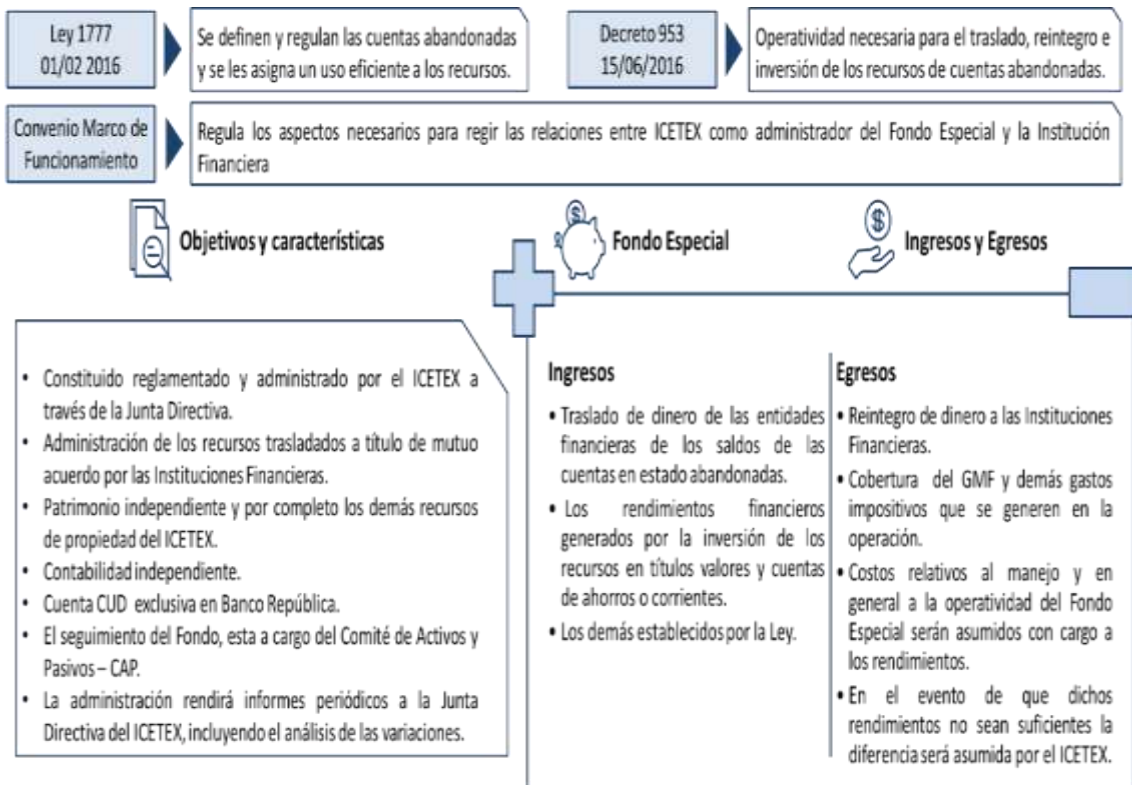 Ley 1777
01/02 2016
Se definen y regulan las cuentas abandonadas
y se les asigna un uso eficiente a los recursos.
Decreto 953
15/06/2016
Operatividad necesaria para el traslado, reintegro e
inversión de los recursos de cuentas abandonadas.
Convenio Marco de
Funcionamiento
Regula los aspectos necesarios para regir las relaciones entre ICETEX como administrador del Fondo Especial y la Institución
Financiera
Objetivos y características
Fondo Especial
Ingresos y Egresos
• Constituido reglamentado y administrado por el ICETEX a
través de la Junta Directiva.
• Administración de los recursos trasladados a título de mutuo
acuerdo por las Instituciones Financieras.
• Patrimonio independiente y por completo los demás recursos
de propiedad del ICETEX.
• Contabilidad independiente.
• Cuenta CUD exclusiva en Banco República.
• El seguimiento del Fondo, esta a cargo del Comité de Activos y
Pasivos – CAP.
• La administración rendirá informes periódicos a la Junta
Directiva del ICETEX, incluyendo el análisis de las variaciones.
Ingresos
• Traslado de dinero de las entidades
financieras de los saldos de las
cuentas en estado abandonadas.
• Los rendimientos financieros
generados por la inversión de los
recursos en títulos valores y cuentas
de ahorros o corrientes.
• Los demás establecidos por la Ley.
Egresos
• Reintegro de dinero a las Instituciones
Financieras.
• Cobertura del GMF y demás gastos
impositivos que se generen en la
operación.
• Costos relativos al manejo y en
general a la operatividad del Fondo
Especial serán asumidos con cargo a
los rendimientos.
• En el evento de que dichos
rendimientos no sean suficientes la
diferencia será asumida por el ICETEX.